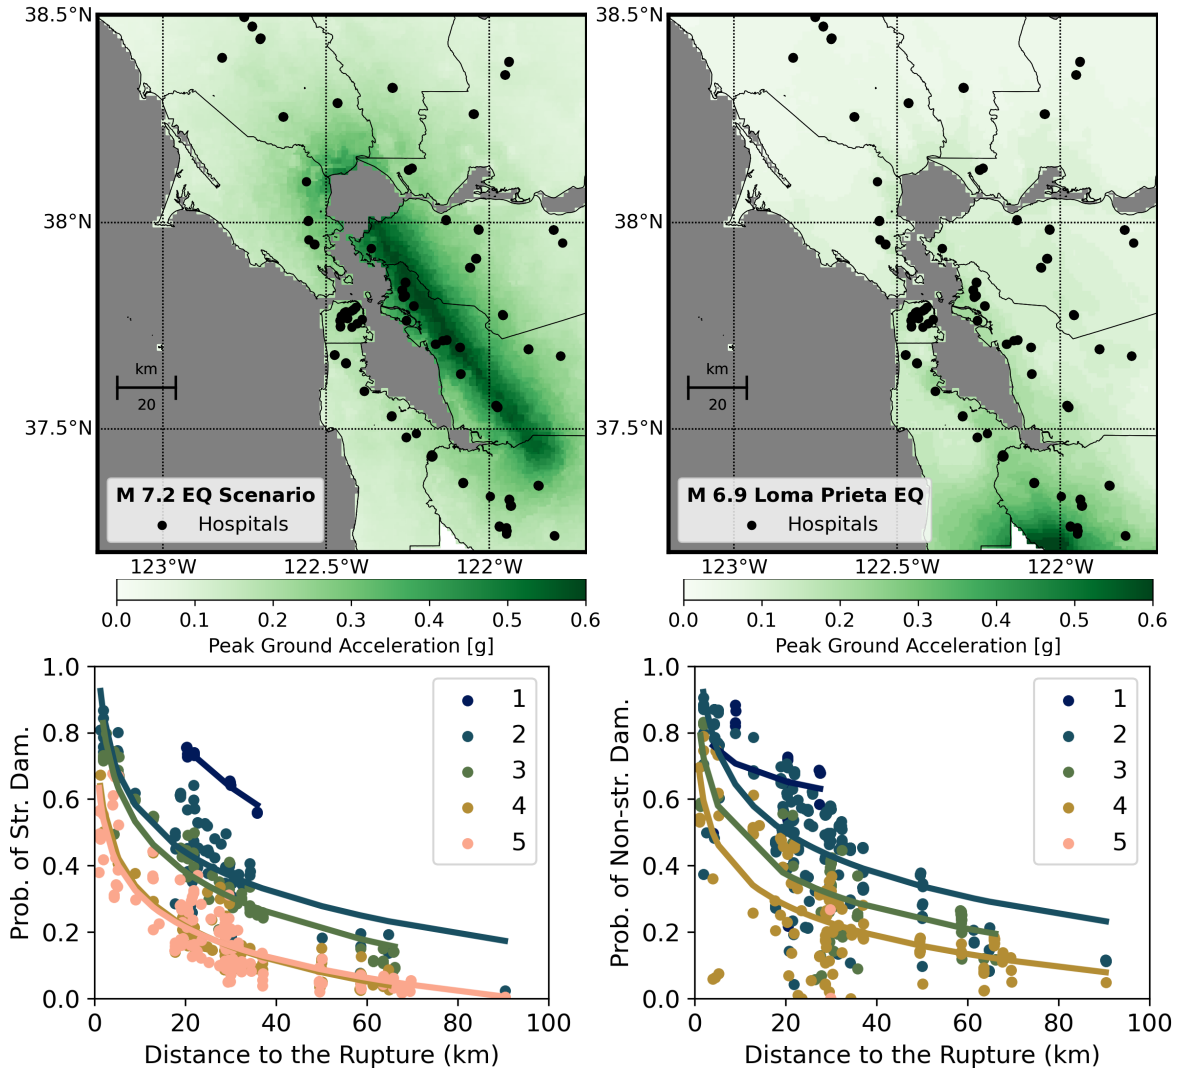 38.5°N
38°N
37.5°N
km
20
M 7.2 EQ Scenario
Hospitals
123°W 122.5°W 122°W
0.0 0.1 0.2 0.3 0.4 0.5 0.6
Peak Ground Acceleration [g]
38.5°N
38°N
37.5°N
km
20
M 6.9 Loma Prieta EQ
Hospitals
123°W 122.5°W 122°W
0.0 0.1 0.2 0.3 0.4 0.5 0.6
Peak Ground Acceleration [g]
Prob. of Str. Dam.
1.0
0.8
0.6
0.4
0.2
0.0
1
2
3
4
5
0 20 40 60 80 100
Distance to the Rupture (km)
Prob. of Non-str. Dam.
1.0
0.8
0.6
0.4
0.2
0.0
1
2
3
4
5
0 20 40 60 80 100
Distance to the Rupture (km)